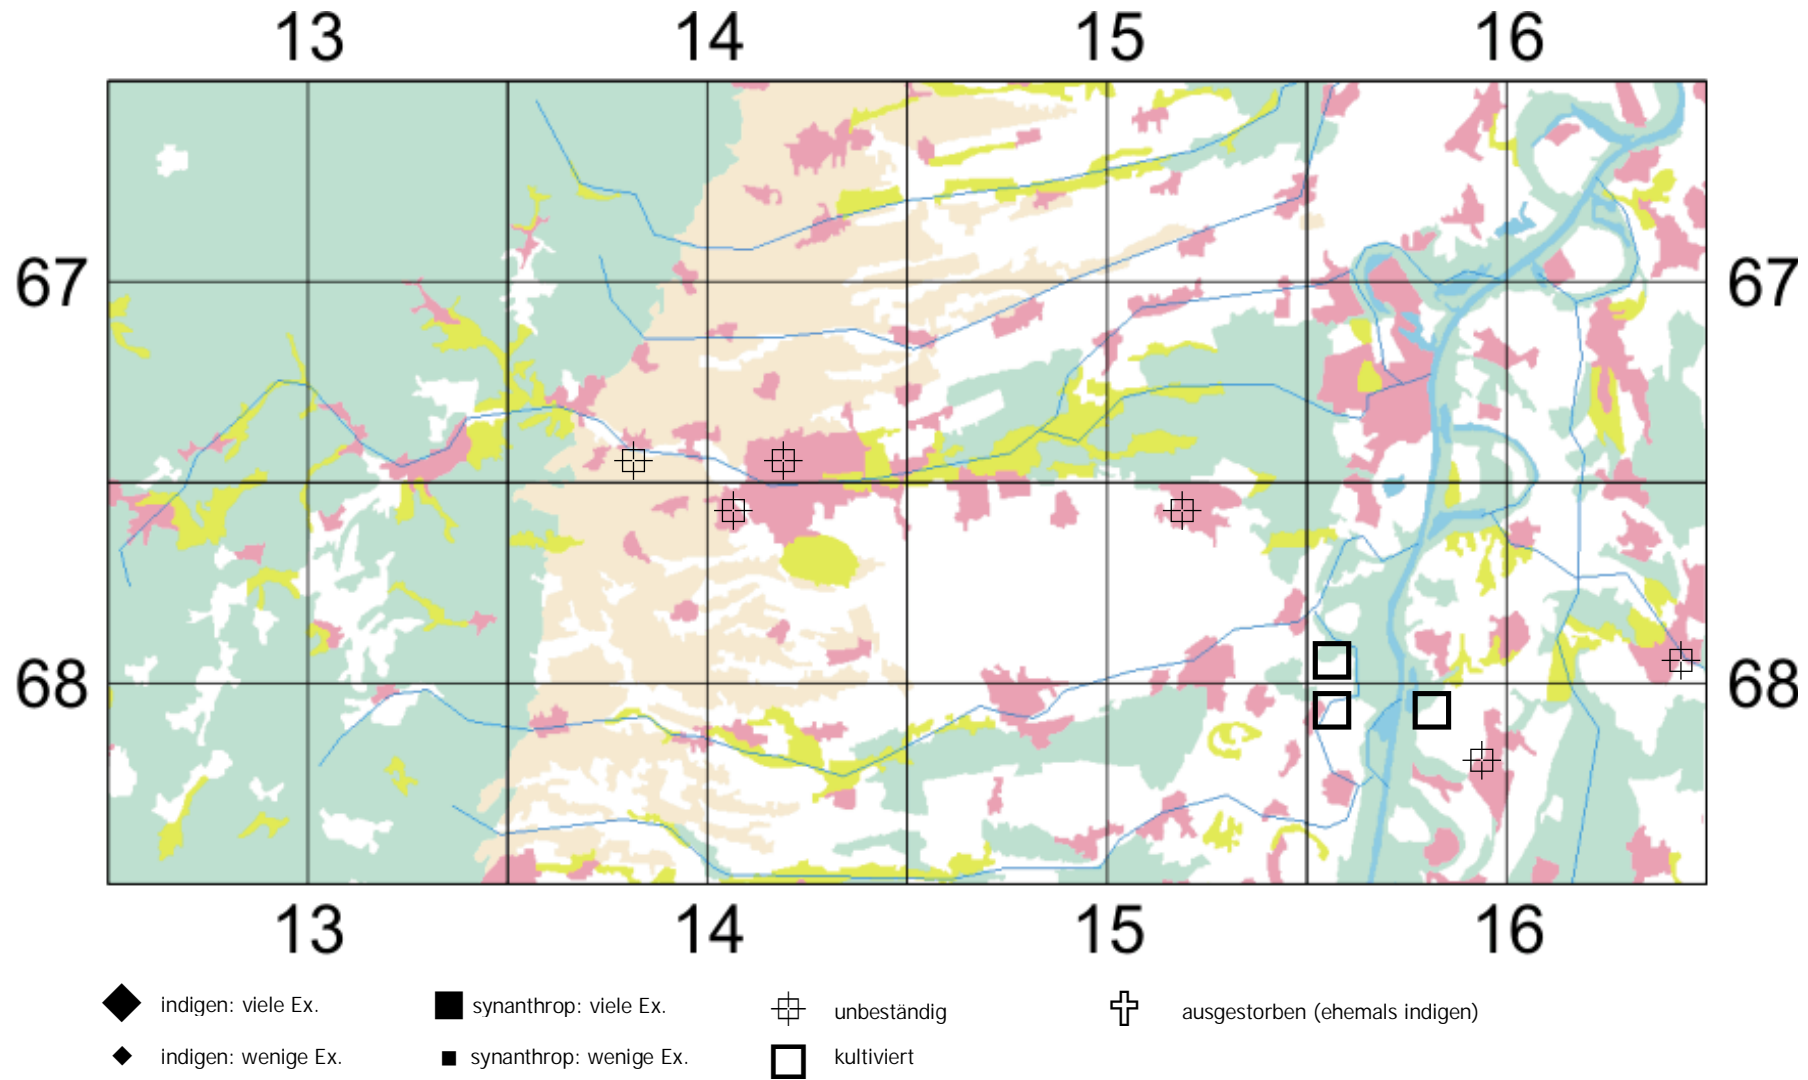 13 14 15 16
67 67
68 68
13 14 15 16
indigen: viele Ex. synanthrop: viele Ex. unbeständig ausgestorben (ehemals indigen)
indigen: wenige Ex. synanthrop: wenige Ex. kultiviert